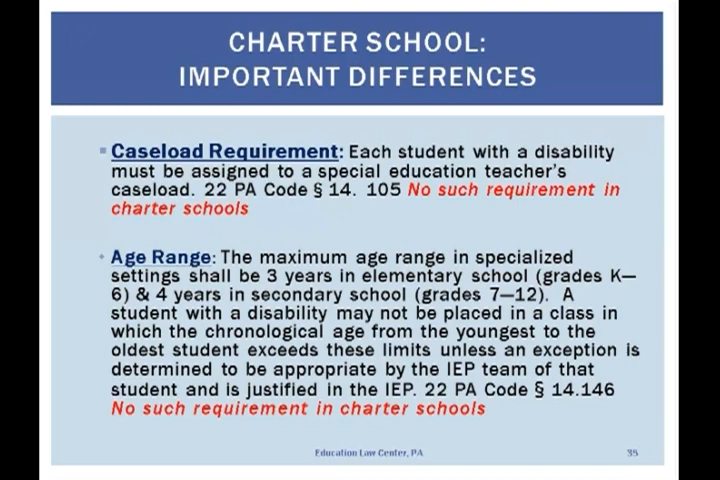 CHARTER SCHOOL:
IMPORTANT DIFFERENCES
Caseload Requirement: Each student with a disability
must be assigned to a special education teacher's
caseload. 22 PA Code § 14. 105 No such requirement in
charter schools
Age Range: The maximum age range in specialized
settings shall be 3 years in elementary school (grades K—
6) & 4 years in secondary school (grades 7—12). A
student with a disability may not be placed in a class in
which the chronological age from the youngest to the
oldest student exceeds these limits unless an exception is
determined to be appropriate by the IEP team of that
student and is justified in the IEP. 22 PA Code § 14.146
No such requirement in charter schools
Education Law Center, PA
35